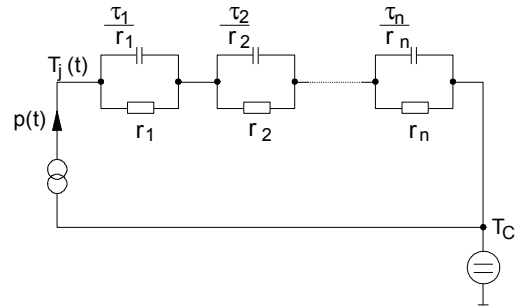 τ1/r1
τ2/r2
τn/rn
Tj(t)
r1
r2
rn
p(t)
TC